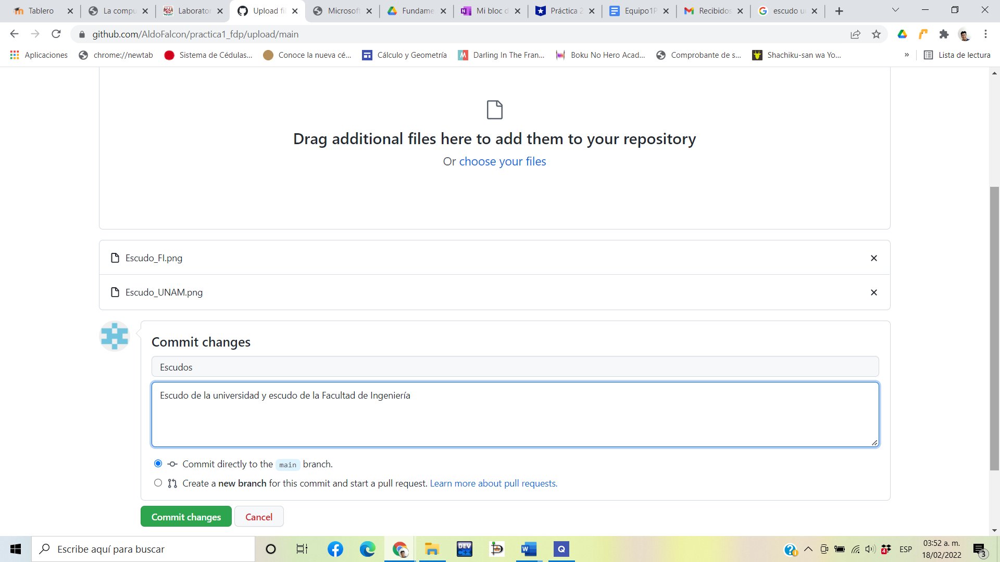 Tablero
La compu
Laborator
Upload fil
Microsoft
Fundame
Mi bloc d
Práctica 2
Equipo1P
Recibidos
escudo u
github.com/AldoFalcon/practica1_fdp/upload/main
Aplicaciones
chrome://newtab
Sistema de Cédulas...
Conoce la nueva cé...
Cálculo y Geometría
Darling In The Fran...
Boku No Hero Acad...
Comprobante de s...
Shachiku-san wa Yo...
»
Lista de lectura
Drag additional files here to add them to your repository
Or choose your files
Escudo_FI.png
Escudo_UNAM.png
Commit changes
Escudos
Escudo de la universidad y escudo de la Facultad de Ingeniería
Commit directly to the main branch.
Create a new branch for this commit and start a pull request. Learn more about pull requests.
Commit changes
Cancel
Escribe aquí para buscar
DEV
W
Q
4
ESP
03:52 a. m.
18/02/2022
3